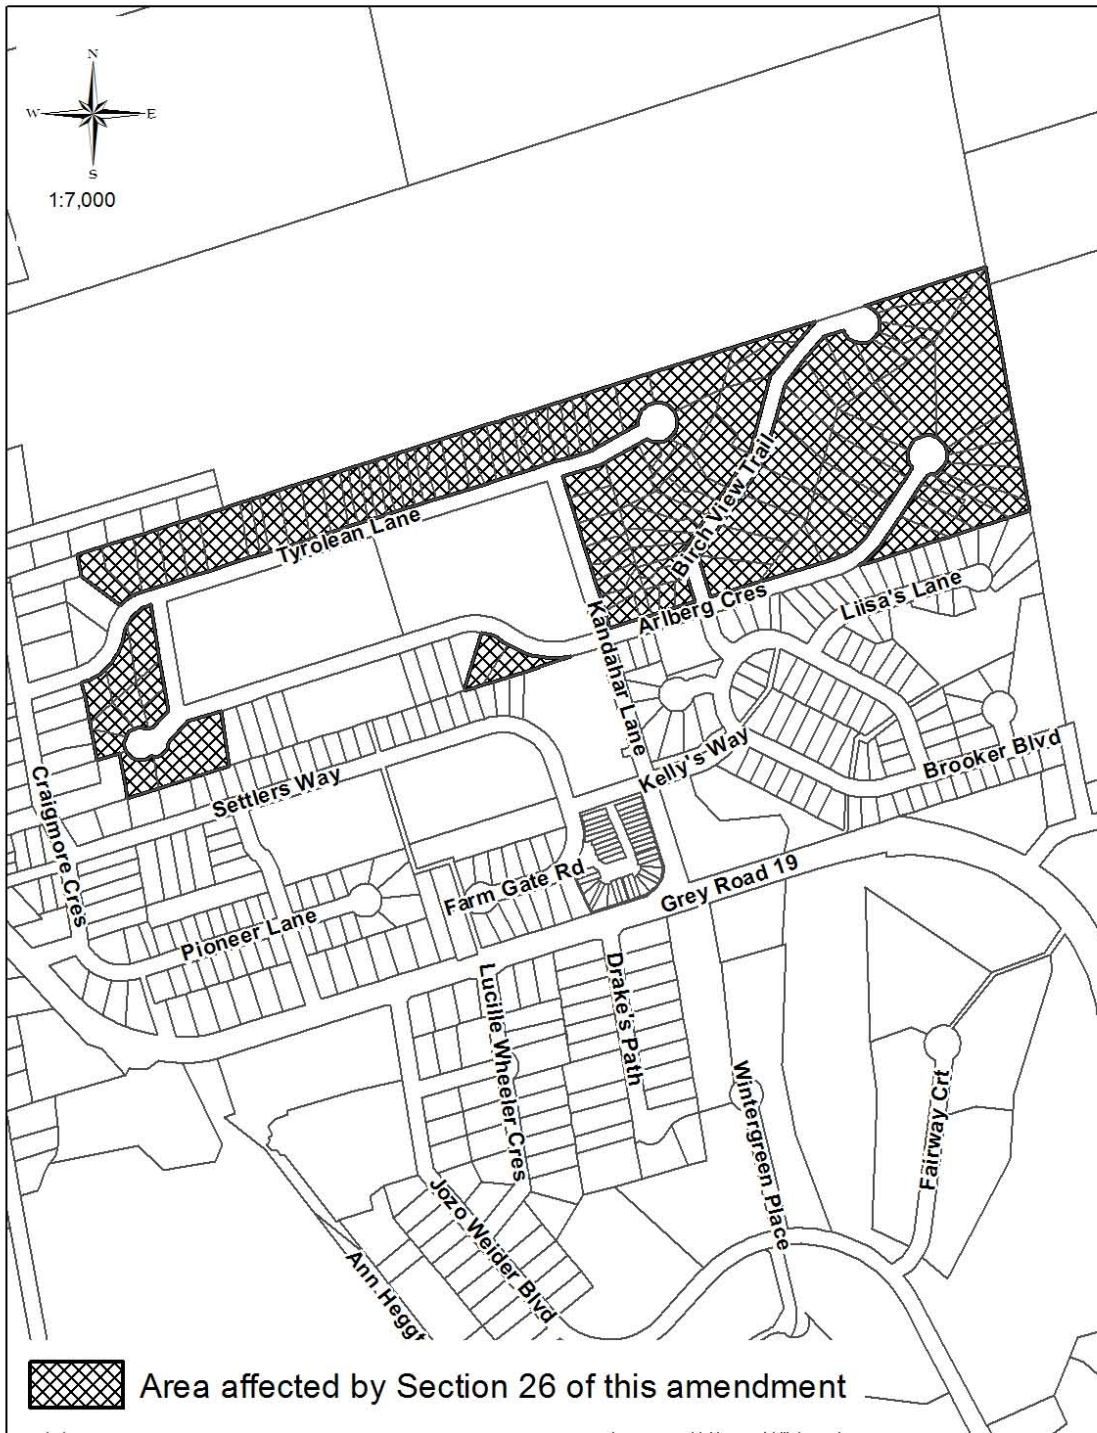 N
W
E
S
1:7,000
Tyrolean Lane
Birch View Trail
Arlberg Cres
Liisa's Lane
Kandahar Lane
Kelly's Way
Brooker Blvd
Settlers Way
Craigmore Cres
Farm Gate Rd
Grey Road 19
Pioneer Lane
Lucille Wheeler Cres
Drake's Path
Wintergreen Place
Fairway Crt
Jozo Weider Blvd
Ann Heggt
Area affected by Section 26 of this amendment